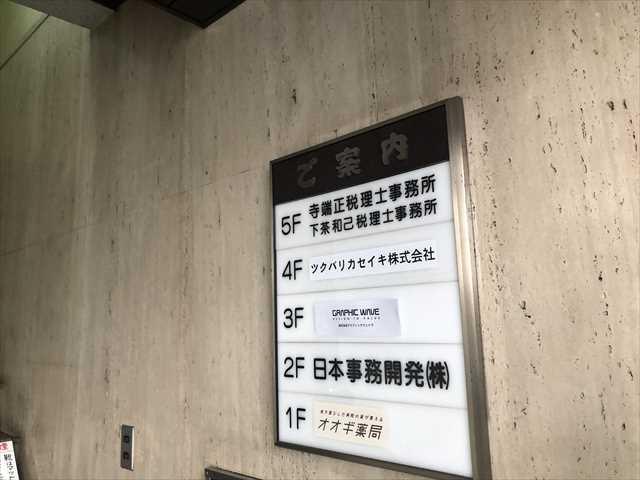 ご案内
5F 寺端正税理士事務所
下茶和己税理士事務所
4F ツクバリカセイキ株式会社
3F GRAPHIC WAVE
2F 日本事務開発㈱
1F オオギ薬局